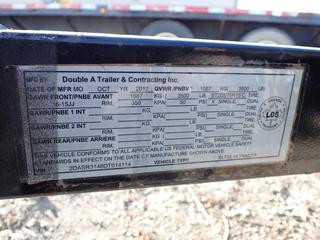 MFG BY Double A Trailer & Contracting Inc.
DATE OF MFR MO OCT YR 2012 GVWR/PNBV 1587 KG( 3500 LB)
GAWR FRONT/PNBE AVANT 1587 KG ( 3500 LB ST205/75R15 C TIRE
6-15JJ RIM 350 KPA( 50 PSI X SINGLE DUAL
GAWR/PNBE 1 INT KG ( LB TIRE
RIM KPA( PSI SINGLE DUAL
GAWR/PNBE 2 INT KG ( LB
RIM KPA( PSI SINGLE DUAL
GAWR REAR/PNBE ARRIERE KG ( LB TIRE
RIM KPA( PSI SINGLE DUAL
THIS VEHICLE CONFORMS TO ALL APPLICABLE US FEDERAL MOTOR VEHICLE SAFETY
STANDARDS IN EFFECT ON THE DATE OF MANUFACTURE SHOWN ABOVE
VIN 2DASR3148DT014114 VEHICLE TYPE TRAILER
L05